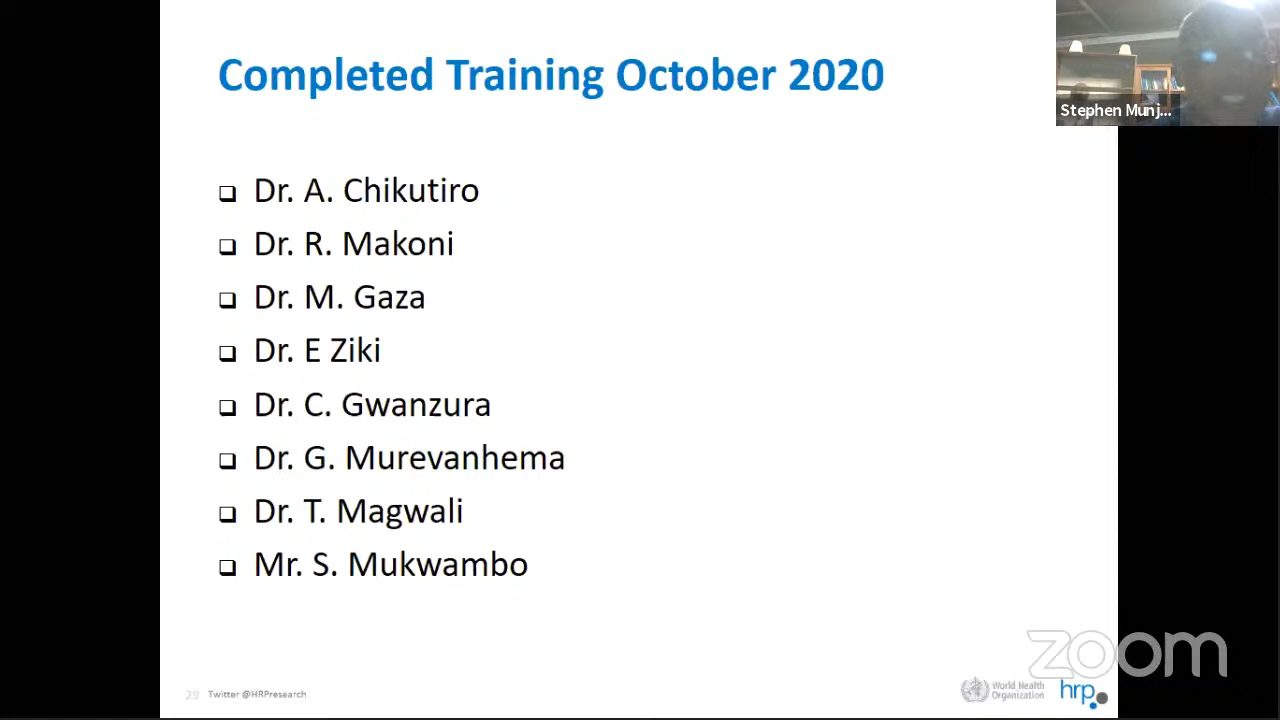 Completed Training October 2020
Stephen Munj...
❑ Dr. A. Chikutiro
❑ Dr. R. Makoni
❑ Dr. M. Gaza
❑ Dr. E Ziki
❑ Dr. C. Gwanzura
❑ Dr. G. Murevanhema
❑ Dr. T. Magwali
❑ Mr. S. Mukwambo
zoom
29 Twitter @HRPresearch
World Health
Organization
hrp